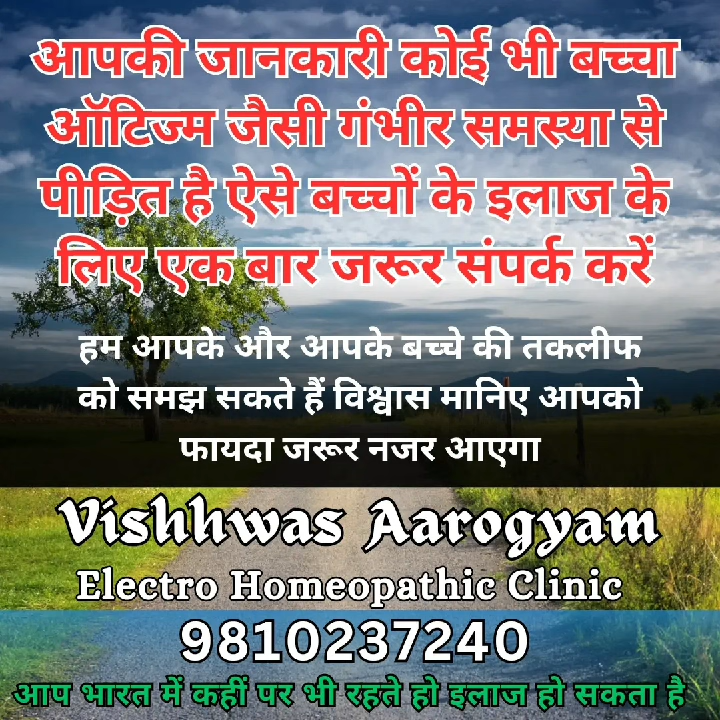 आपकी जानकारी कोई भी बच्चा
ऑटिज्म जैसी गंभीर समस्या से
पीड़ित है ऐसे बच्चों के इलाज के
लिए एक बार जरूर संपर्क करें
हम आपके और आपके बच्चे की तकलीफ
को समझ सकते हैं विश्वास मानिए आपको
फायदा जरूर नजर आएगा
Vishhwas Aarogyam
Electro Homeopathic Clinic
9810237240
आप भारत में कहीं पर भी रहते हो इलाज हो सकता है